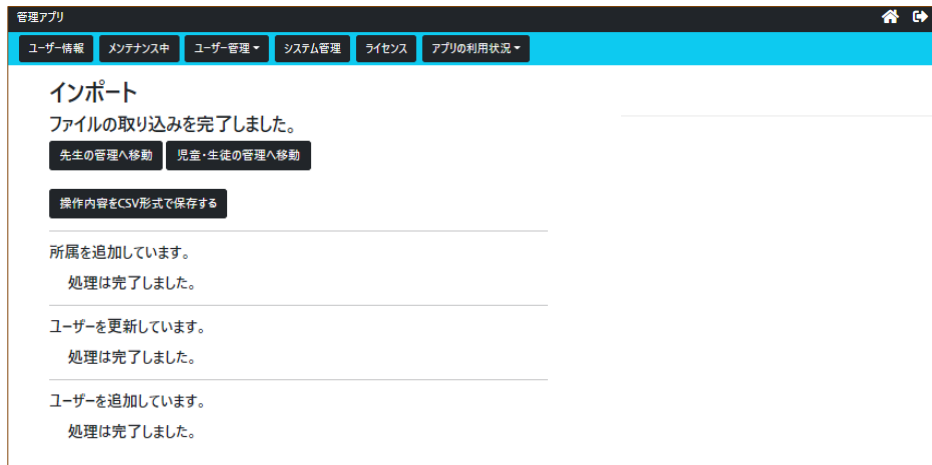 管理アプリ
ユーザー情報 メンテナンス中 ユーザー管理 システム管理 ライセンス アプリの利用状況
インポート
ファイルの取り込みを完了しました。
先生の管理へ移動 児童・生徒の管理へ移動
操作内容をCSV形式で保存する
所属を追加しています。
処理は完了しました。
ユーザーを更新しています。
処理は完了しました。
ユーザーを追加しています。
処理は完了しました。